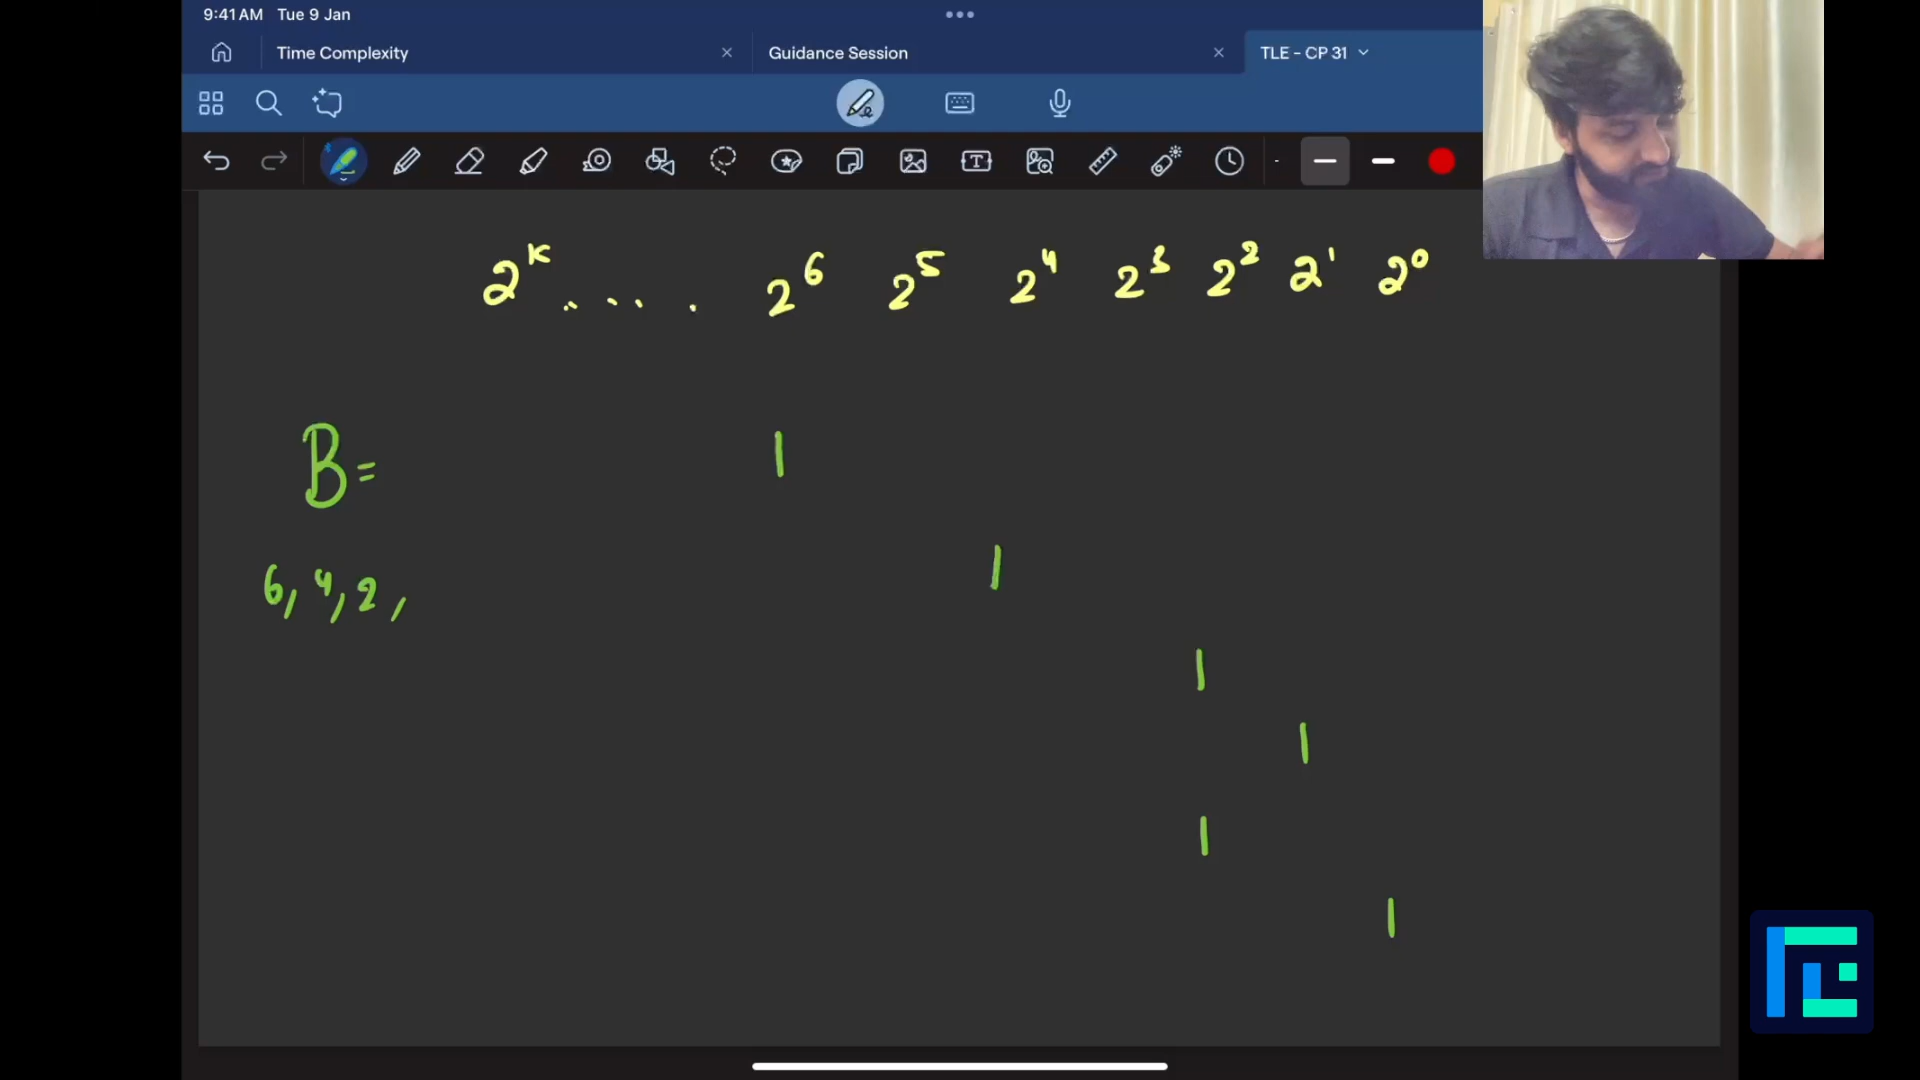 9:41 AM Tue 9 Jan
Time Complexity
Guidance Session
TLE - CP 31
2^k .... . 2^6 2^5 2^4 2^3 2^2 2^1 2^0
B= 1
6, 4, 2, 1
1
1
1
1